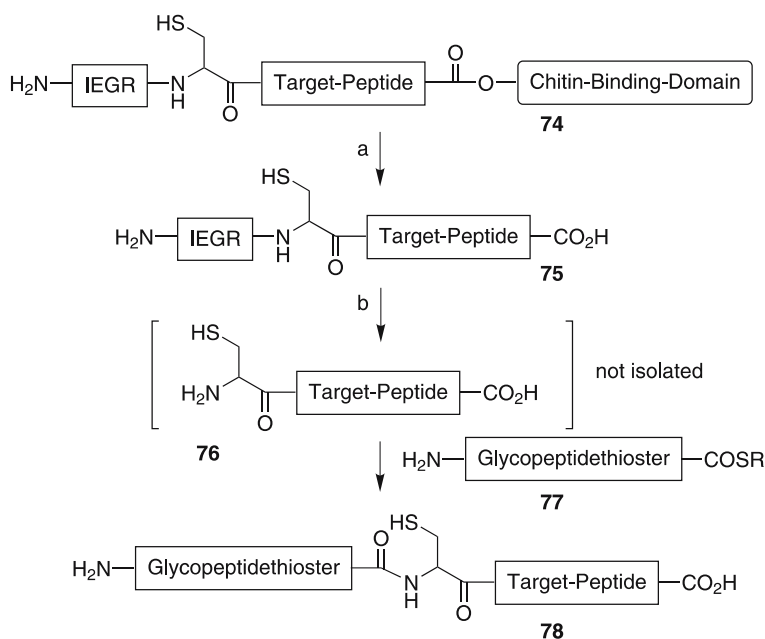 HS
O
H₂N IEGR N H O Target-Peptide O Chitin-Binding-Domain
74
a
HS
H₂N IEGR N H O Target-Peptide CO₂H
75
b
HS
H₂N O Target-Peptide CO₂H
not isolated
76
H₂N Glycopeptidethioster COSR
77
O HS
H₂N Glycopeptidethioster N H O Target-Peptide CO₂H
78